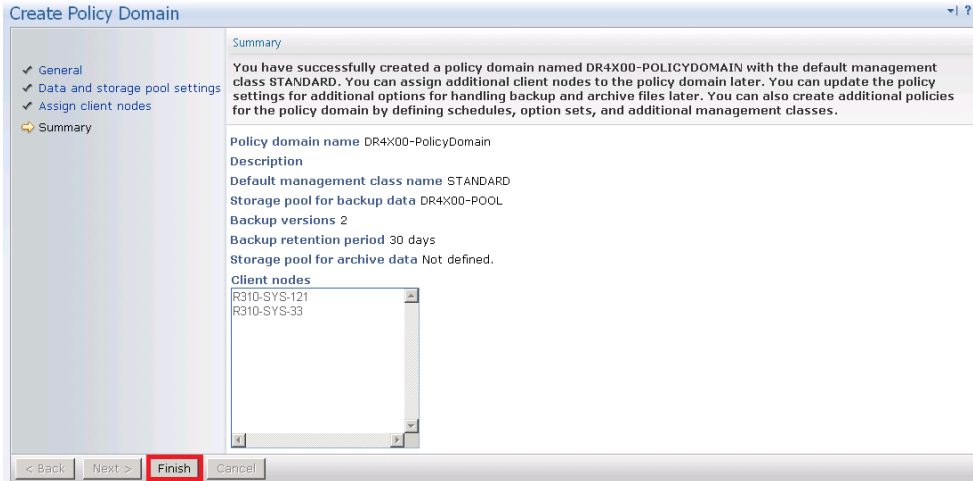 Create Policy Domain
?
General
Data and storage pool settings
Assign client nodes
Summary
Summary
You have successfully created a policy domain named DR4X00-POLICYDOMAIN with the default management
class STANDARD. You can assign additional client nodes to the policy domain later. You can update the policy
settings for additional options for handling backup and archive files later. You can also create additional policies
for the policy domain by defining schedules, option sets, and additional management classes.
Policy domain name DR4X00-PolicyDomain
Description
Default management class name STANDARD
Storage pool for backup data DR4X00-POOL
Backup versions 2
Backup retention period 30 days
Storage pool for archive data Not defined.
Client nodes
R310-SYS-121
R310-SYS-33
< Back Next > Finish Cancel